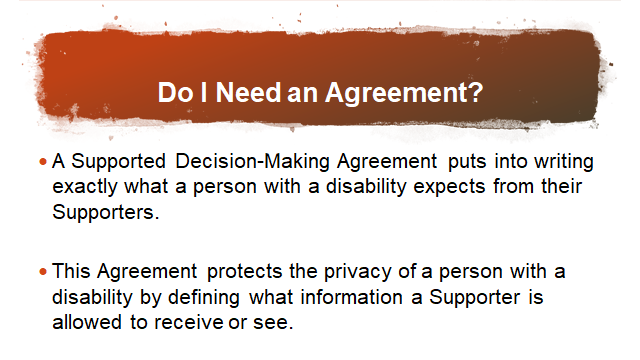 Do I Need an Agreement?
• A Supported Decision-Making Agreement puts into writing
exactly what a person with a disability expects from their
Supporters.
• This Agreement protects the privacy of a person with a
disability by defining what information a Supporter is
allowed to receive or see.